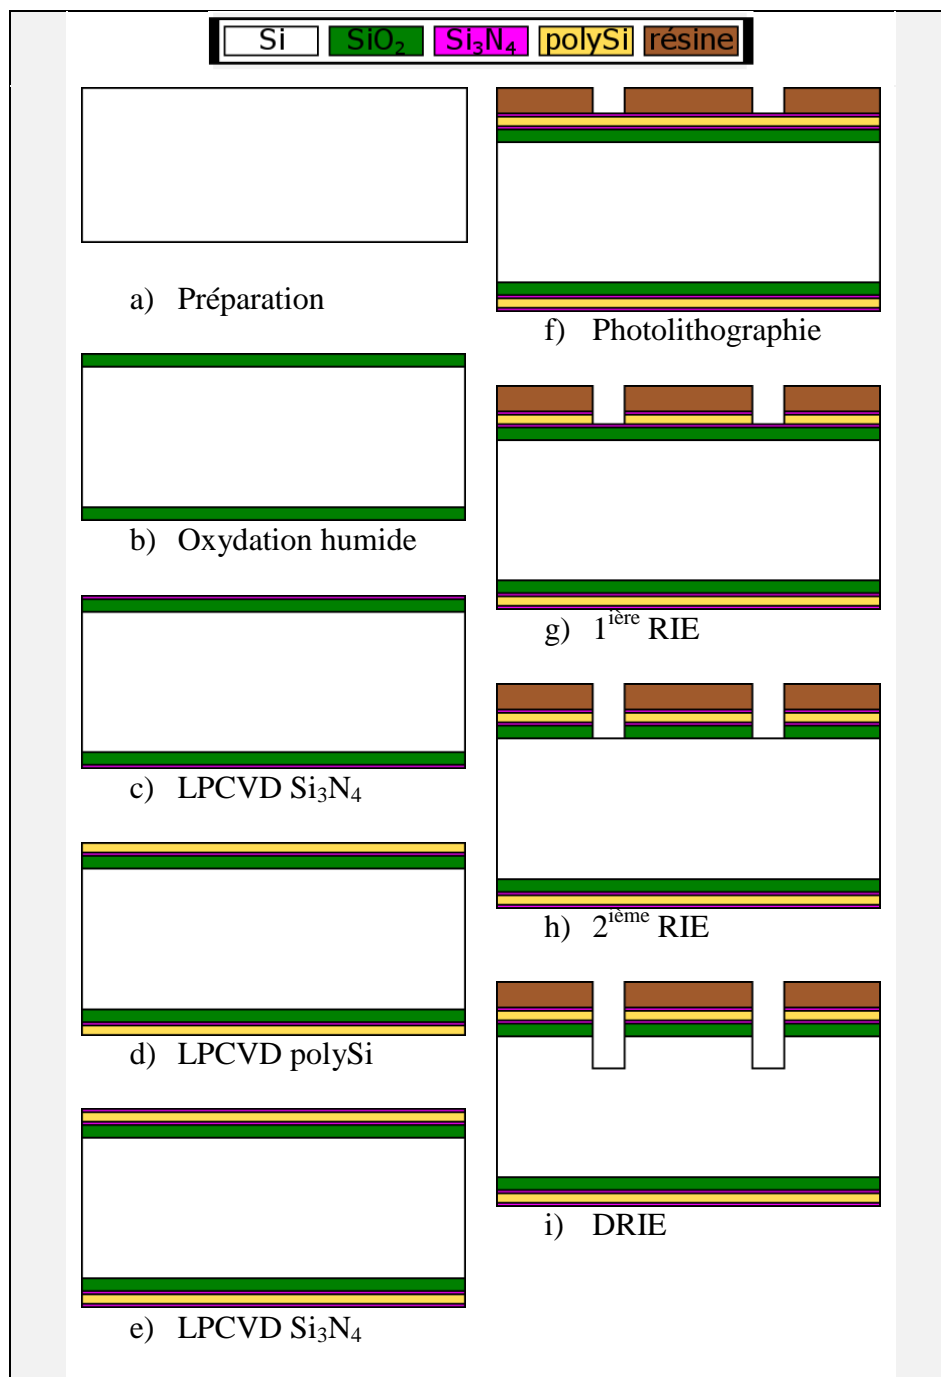 Si SiO₂ Si₃N₄ polySi résine
a) Préparation
b) Oxydation humide
c) LPCVD Si₃N₄
d) LPCVD polySi
e) LPCVD Si₃N₄
f) Photolithographie
g) 1ière RIE
h) 2ième RIE
i) DRIE